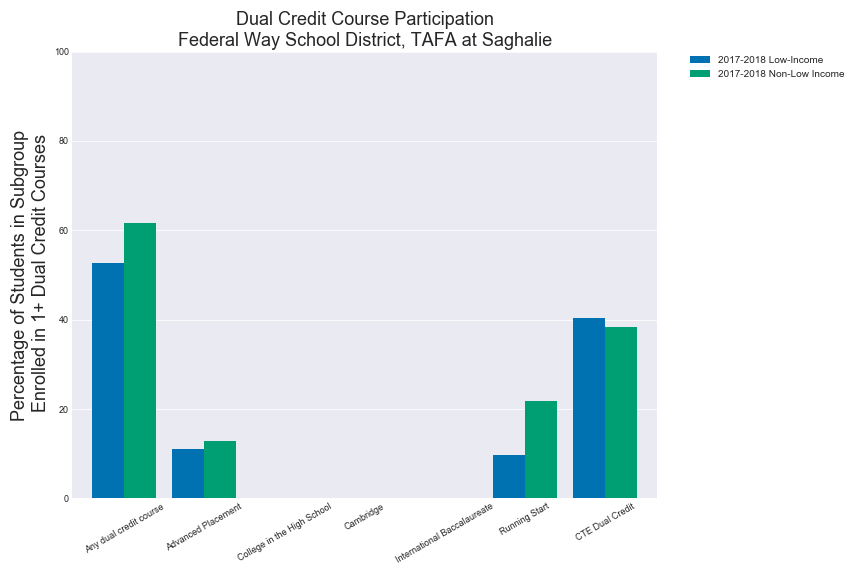 Dual Credit Course Participation
Federal Way School District, TAFA at Saghalie
2017-2018 Low-Income
2017-2018 Non-Low Income
Percentage of Students in Subgroup
Enrolled in 1+ Dual Credit Courses
100
80
60
40
20
0
Any dual credit course
Advanced Placement
College in the High School
Cambridge
International Baccalaureate
Running Start
CTE Dual Credit